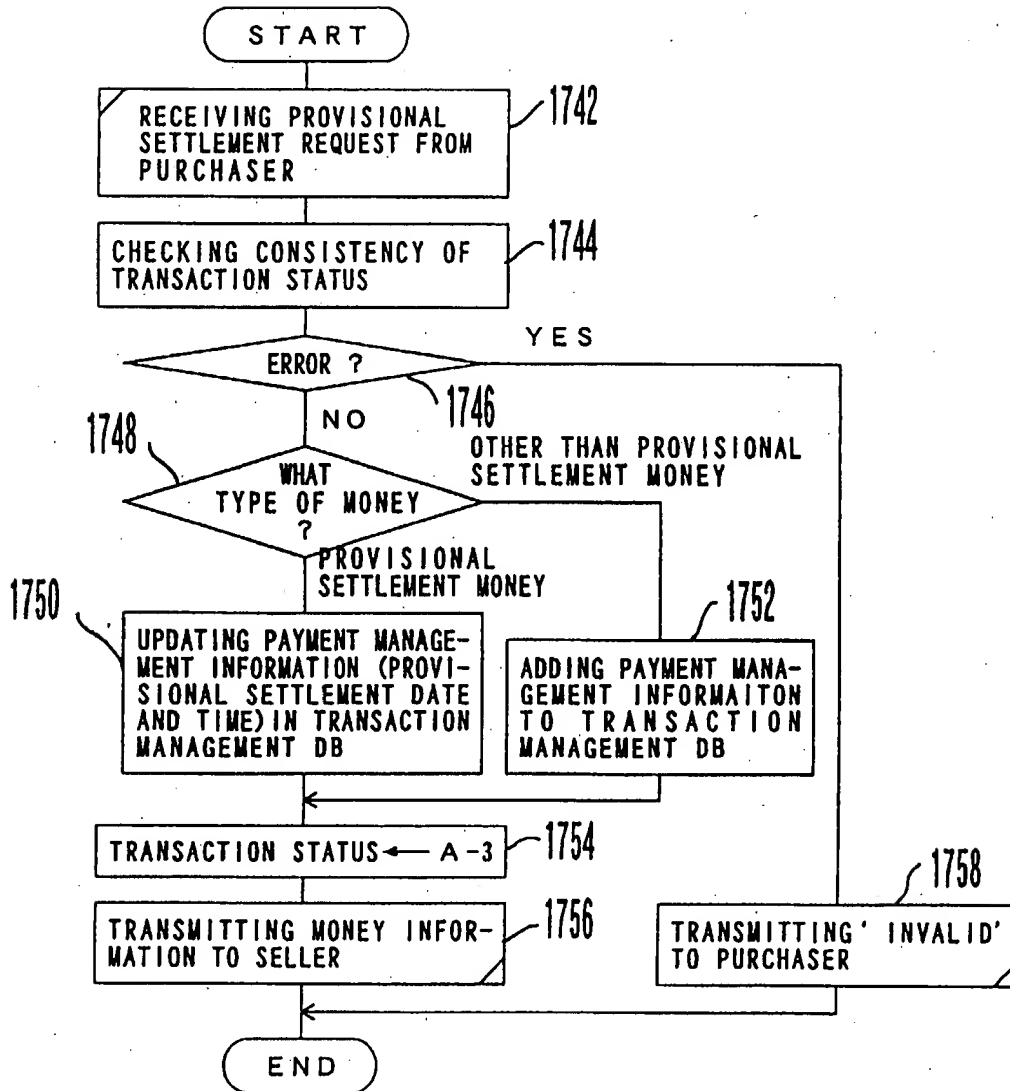 START
RECEIVING PROVISIONAL
SETTLEMENT REQUEST FROM
PURCHASER
1742
CHECKING CONSISTENCY OF
TRANSACTION STATUS
1744
ERROR ?
YES
1746
NO
1748
WHAT
TYPE OF MONEY
?
OTHER THAN PROVISIONAL
SETTLEMENT MONEY
PROVISIONAL
SETTLEMENT MONEY
1750
UPDATING PAYMENT MANAGE-
MENT INFORMATION (PROVI-
SIONAL SETTLEMENT DATE
AND TIME) IN TRANSACTION
MANAGEMENT DB
1752
ADDING PAYMENT MANA-
GEMENT INFORMAITON
TO TRANSACTION
MANAGEMENT DB
TRANSACTION STATUS ← A-3
1754
TRANSMITTING MONEY INFOR-
MATION TO SELLER
1756
1758
TRANSMITTING ' INVALID'
TO PURCHASER
END